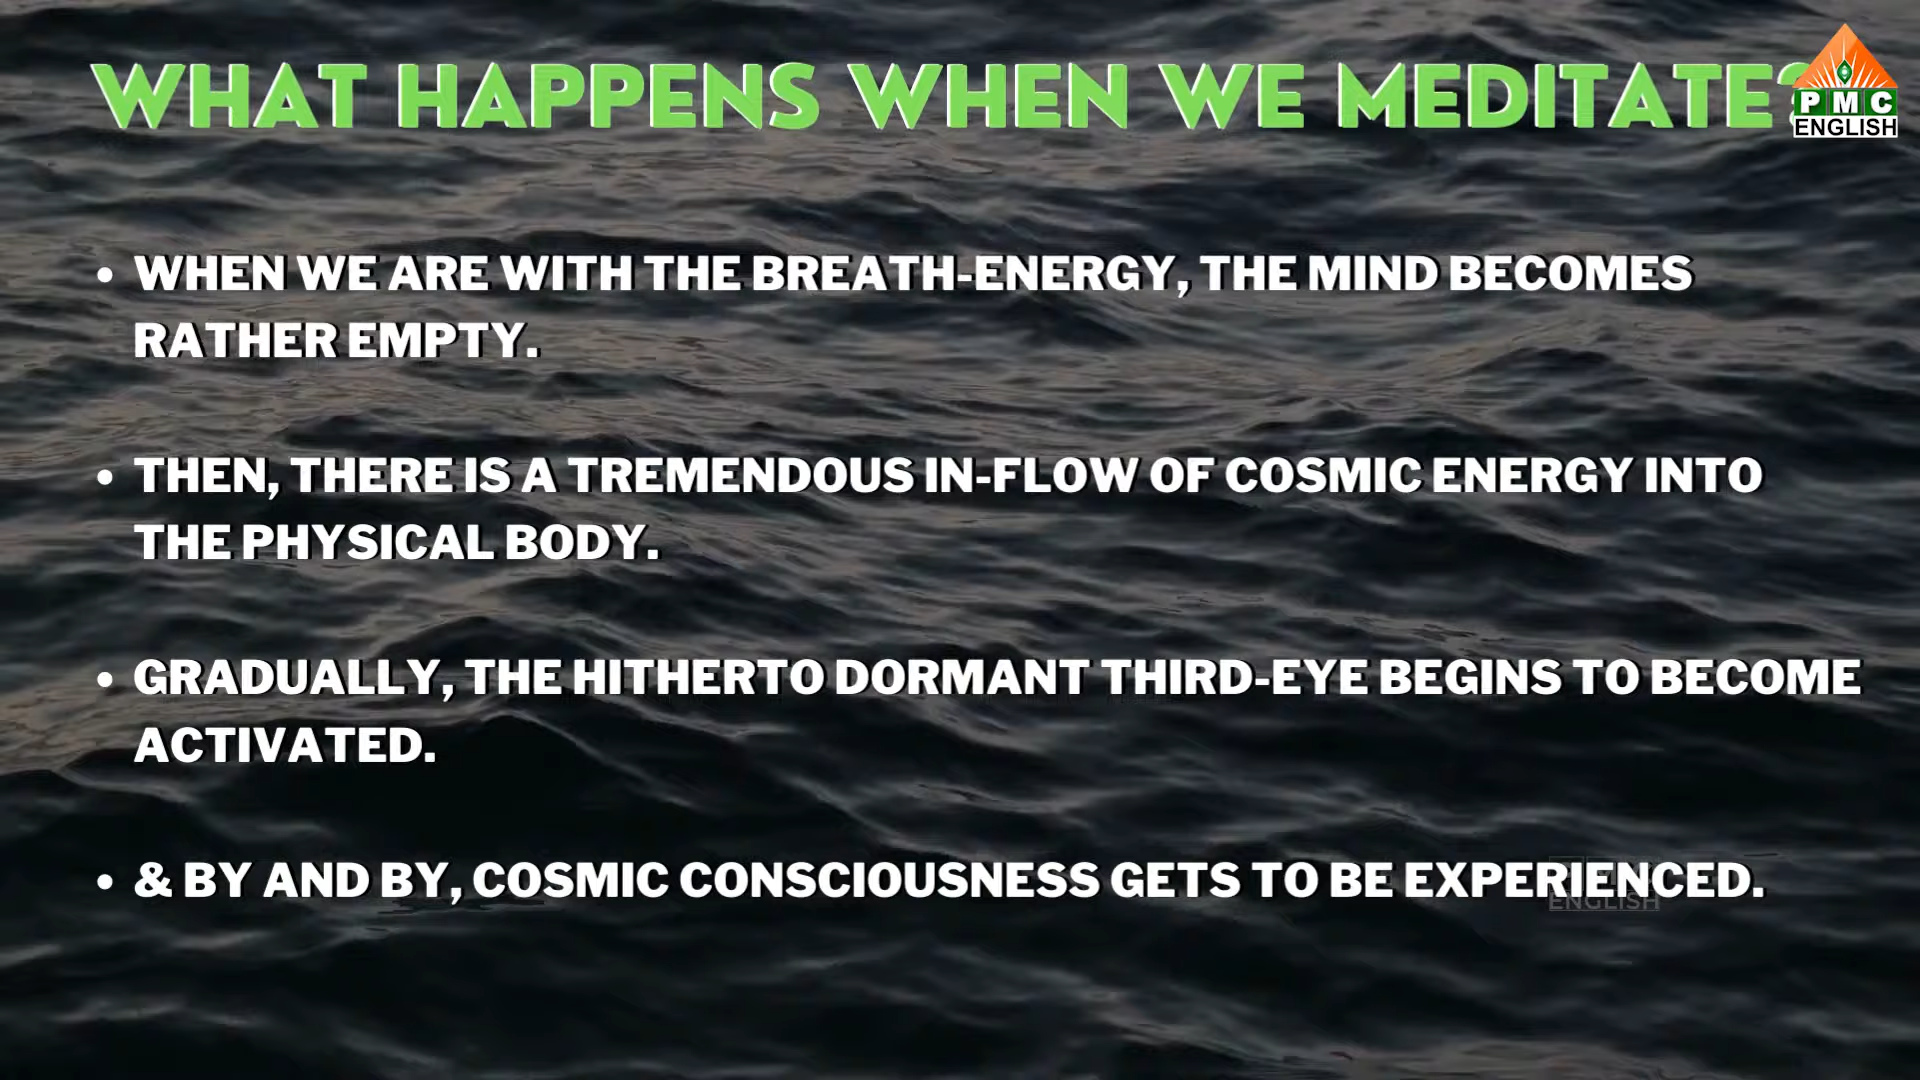 WHAT HAPPENS WHEN WE MEDITATE?
PMC
ENGLISH
• WHEN WE ARE WITH THE BREATH-ENERGY, THE MIND BECOMES
RATHER EMPTY.
• THEN, THERE IS A TREMENDOUS IN-FLOW OF COSMIC ENERGY INTO
THE PHYSICAL BODY.
• GRADUALLY, THE HITHERTO DORMANT THIRD-EYE BEGINS TO BECOME
ACTIVATED.
• & BY AND BY, COSMIC CONSCIOUSNESS GETS TO BE EXPERIENCED.
ENGLISH